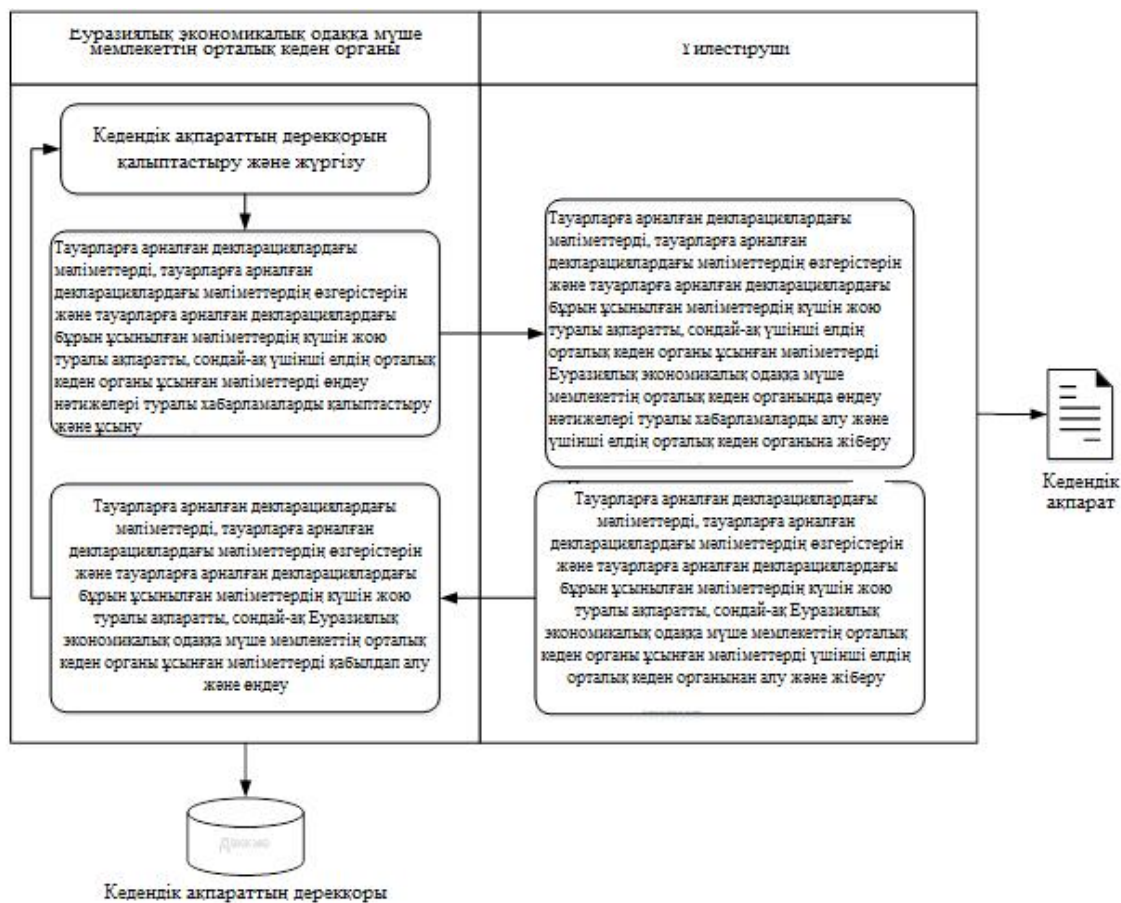 Еуразиялық экономикалық одаққа мүше
мемлекеттің орталық кеден органы
Үйлестіруші
Кедендік ақпараттың дерекқорын
қалыптастыру және жүргізу
Тауарларға арналған декларациялардағы
мәліметтерді, тауарларға арналған
декларациялардағы мәліметтердің өзгерістерін
және тауарларға арналған декларациялардағы
бұрын ұсынылған мәліметтердің күшін жою
туралы ақпаратты, сондай-ақ үшінші елдің орталық
кеден органы ұсынған мәліметтерді өңдеу
нәтижелері туралы хабарламаларды қалыптастыру
және ұсыну
Тауарларға арналған декларациялардағы
мәліметтерді, тауарларға арналған
декларациялардағы мәліметтердің өзгерістерін
және тауарларға арналған декларациялардағы
бұрын ұсынылған мәліметтердің күшін жою
туралы ақпаратты, сондай-ақ үшінші елдің
орталық кеден органы ұсынған мәліметтерді
Еуразиялық экономикалық одаққа мүше
мемлекеттің орталық кеден органында өңдеу
нәтижелері туралы хабарламаларды алу және
үшінші елдің орталық кеден органына жіберу
Кедендік
ақпарат
Тауарларға арналған декларациялардағы
мәліметтерді, тауарларға арналған
декларациялардағы мәліметтердің өзгерістерін
және тауарларға арналған декларациялардағы
бұрын ұсынылған мәліметтердің күшін жою
туралы ақпаратты, сондай-ақ Еуразиялық
экономикалық одаққа мүше мемлекеттің орталық
кеден органы ұсынған мәліметтерді қабылдап алу
және өңдеу
Тауарларға арналған декларациялардағы
мәліметтерді, тауарларға арналған
декларациялардағы мәліметтердің өзгерістерін
және тауарларға арналған декларациялардағы
бұрын ұсынылған мәліметтердің күшін жою
туралы ақпаратты, сондай-ақ Еуразиялық
экономикалық одаққа мүше мемлекеттің орталық
кеден органы ұсынған мәліметтерді үшінші елдің
орталық кеден органынан алу және жіберу
Кедендік ақпараттың дерекқоры